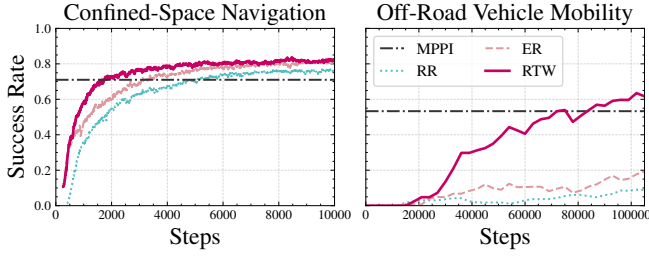 Confined-Space Navigation
Off-Road Vehicle Mobility
Success Rate
1.0
0.8
0.6
0.4
0.2
0.0
0
2000
4000
6000
8000
10000
Steps
MPPI
RR
ER
RTW
0
20000
40000
60000
80000
100000
Steps